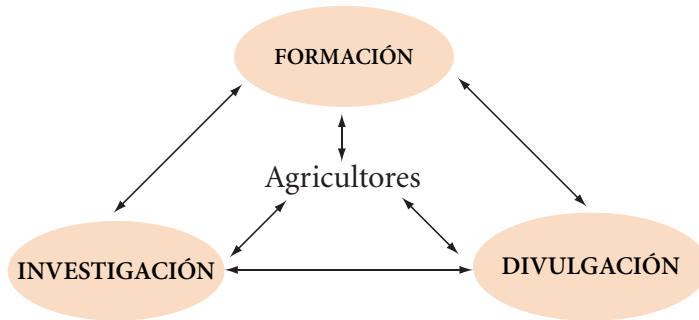 FORMACIÓN
Agricultores
INVESTIGACIÓN
DIVULGACIÓN